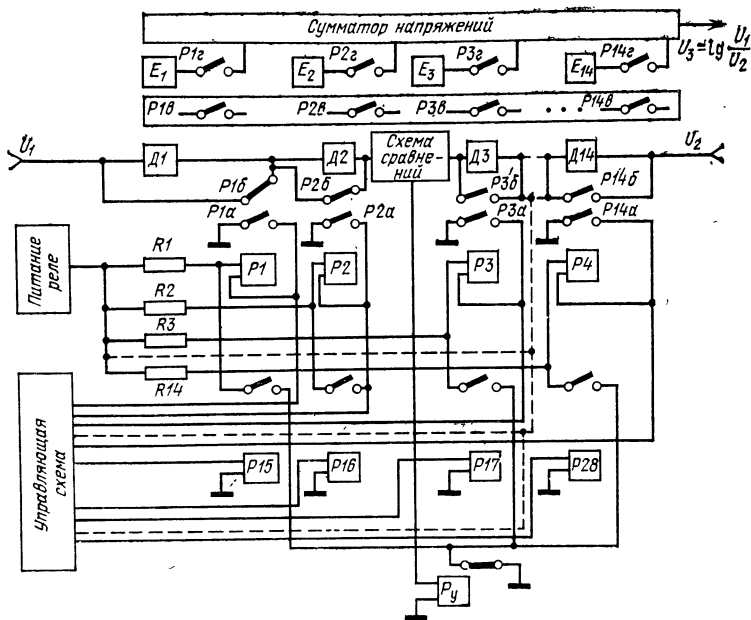 Сумматор напряжений
U₃=lg U₁/U₂
P1г P2г P3г P14г
E₁ E₂ E₃ E₁₄
P1в P2в P3в ... P14в
U₁ Д1 Д2 Схема сравнений Д3 Д14 U₂
P1б P2б P3б P14б
P1а P2а P3а P14а
Питание реле
R1 P1 P2 P3 P4
R2
R3
R14
Управляющая схема
P15 P16 P17 P28
Pу